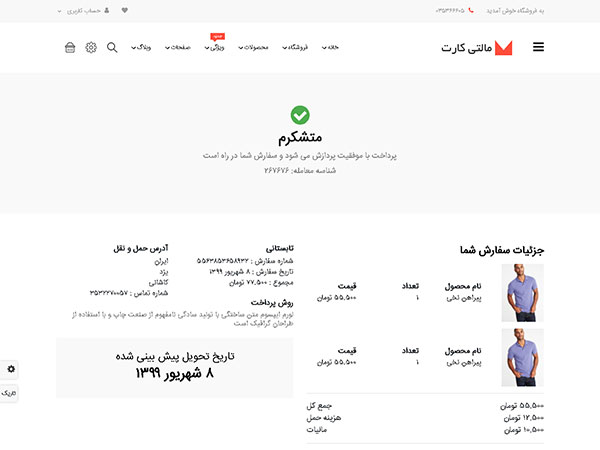 به فروشگاه خوش آمدید
۰۳۵۳۶۶۶۰۵
حساب کاربری
مالتی کارت
خانه
فروشگاه
محصولات
ویژگی
صفحات
وبلاگ
متشکرم
پرداخت با موفقیت پردازش می شود و سفارش شما در راه است
شناسه معامله: ۲۶۷۶۷۶
جزئیات سفارش شما
نام محصول تعداد قیمت
پیراهن نخی ۱ ۵۵,۵۰۰ تومان
نام محصول تعداد قیمت
پیراهن نخی ۱ ۵۵,۵۰۰ تومان
جمع کل ۵۵,۵۰۰ تومان
هزینه حمل ۱۲,۵۰۰ تومان
مالیات ۱۰,۵۰۰ تومان
تابستانی
شماره سفارش : ۵۵۶۳۸۵۳۶۵۸۹۳۲
تاریخ سفارش : ۸ شهریور ۱۳۹۹
مجموع : ۷۷,۵۰۰ تومان
روش پرداخت
لورم ایپسوم متن ساختگی با تولید سادگی نامفهوم از صنعت چاپ و با استفاده از
طراحان گرافیک است
آدرس حمل و نقل
ایران
یزد
کاشانی
شماره تماس : ۳۵۳۲۲۷۰۰۵۷
تاریخ تحویل پیش بینی شده
۸ شهریور ۱۳۹۹
تاریک